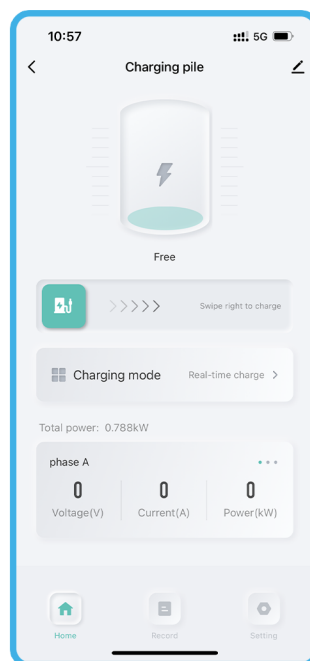 10:57
5G
Charging pile
Free
Swipe right to charge
Charging mode
Real-time charge
Total power: 0.788kW
phase A
0 0 0
Voltage(V) Current(A) Power(kW)
Home Record Setting